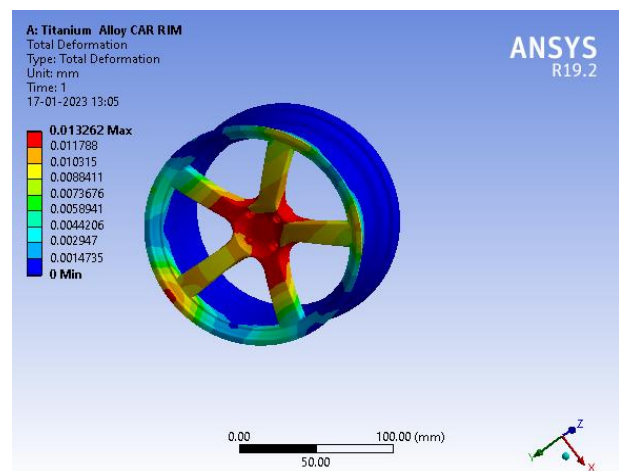 A: Titanium Alloy CAR RIM
Total Deformation
Type: Total Deformation
Unit: mm
Time: 1
17-01-2023 13:05
ANSYS
R19.2
0.013262 Max
0.011788
0.010315
0.0088411
0.0073676
0.0058941
0.0044206
0.002947
0.0014735
0 Min
0.00
100.00 (mm)
50.00
Z
Y
X